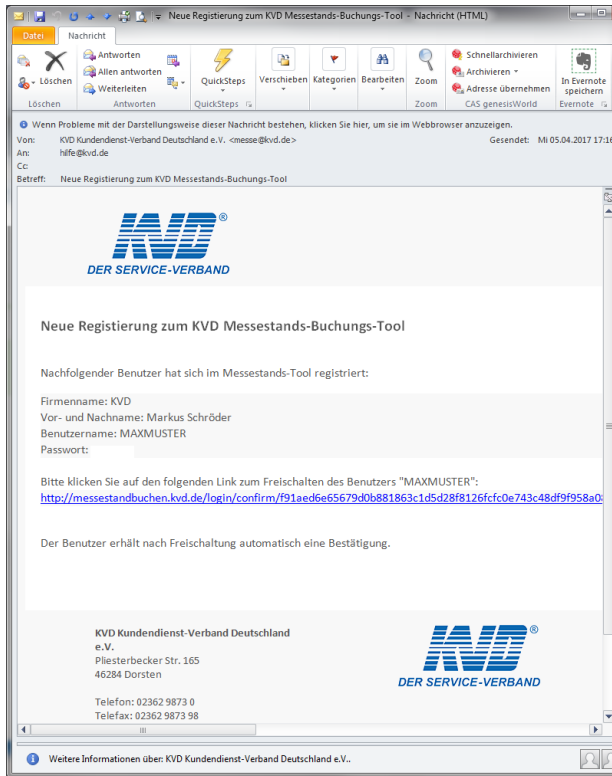 Neue Registierung zum KVD Messestands-Buchungs-Tool - Nachricht (HTML)
Datei
Nachricht
Löschen
Antworten
Allen antworten
Weiterleiten
QuickSteps
Verschieben
Kategorien
Bearbeiten
Zoom
Schnellarchivieren
Archivieren
Adresse übernehmen
In Evernote speichern
Löschen
Antworten
QuickSteps
Zoom
CAS genesisWorld
Evernote
Wenn Probleme mit der Darstellungsweise dieser Nachricht bestehen, klicken Sie hier, um sie im Webbrowser anzuzeigen.
Von: KVD Kundendienst-Verband Deutschland e.V. <messe@kvd.de>
Gesendet: Mi 05.04.2017 17:16
An: hilfe@kvd.de
Cc:
Betreff: Neue Registierung zum KVD Messestands-Buchungs-Tool
KVD®
DER SERVICE-VERBAND
Neue Registierung zum KVD Messestands-Buchungs-Tool
Nachfolgender Benutzer hat sich im Messestands-Tool registriert:
Firmenname: KVD
Vor- und Nachname: Markus Schröder
Benutzername: MAXMUSTER
Passwort:
Bitte klicken Sie auf den folgenden Link zum Freischalten des Benutzers "MAXMUSTER":
http://messestandbuchen.kvd.de/login/confirm/f91aed6e65679d0b881863c1d5d28f8126fcfc0e743c48df9f958a08
Der Benutzer erhält nach Freischaltung automatisch eine Bestätigung.
KVD Kundendienst-Verband Deutschland
e.V.
Pliesterbecker Str. 165
46284 Dorsten
Telefon: 02362 9873 0
Telefax: 02362 9873 98
KVD®
DER SERVICE-VERBAND
Weitere Informationen über: KVD Kundendienst-Verband Deutschland e.V..